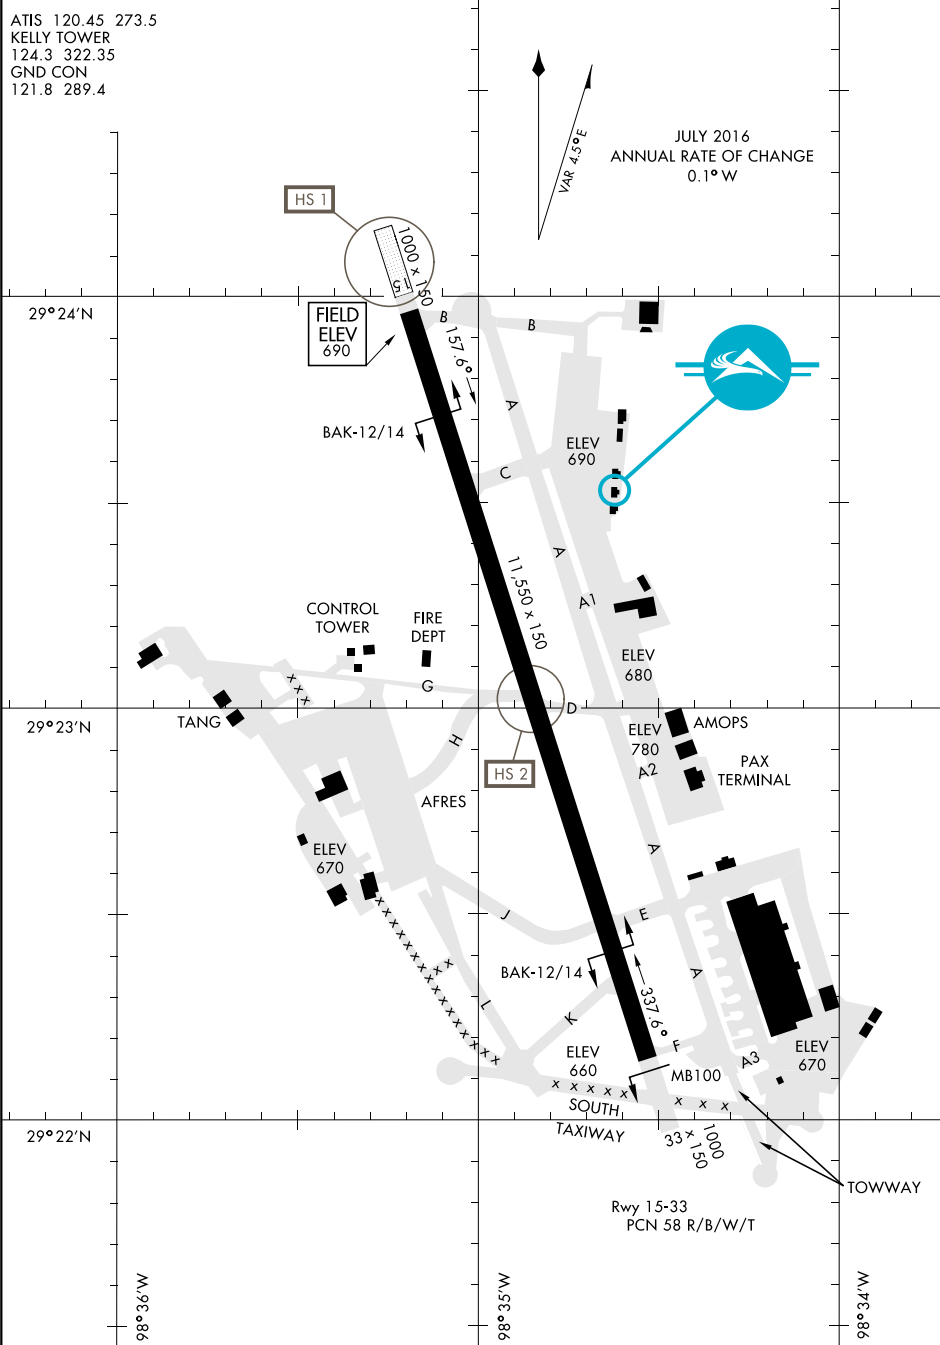 ATIS 120.45 273.5
KELLY TOWER
124.3 322.35
GND CON
121.8 289.4
VAR 4.5° E
JULY 2016
ANNUAL RATE OF CHANGE
0.1° W
HS 1
1000 × 150
15
29°24'N
FIELD
ELEV
690
B
B
157.6°
A
BAK-12/14
ELEV
690
C
A
11,550 × 150
A1
CONTROL
TOWER
FIRE
DEPT
ELEV
680
G
x x x
29°23'N
TANG
D
AMOPS
H
ELEV
780
A2
PAX
TERMINAL
HS 2
AFRES
ELEV
670
A
J
E
BAK-12/14
A
x x x x x x x x x x x x x x x x
x x
337.6°
L
K
F
ELEV
660
MB100
A3
ELEV
670
x x x x x
x x x
SOUTH
TAXIWAY
29°22'N
33
1000 × 150
TOWWAY
Rwy 15-33
PCN 58 R/B/W/T
98°36'W
98°35'W
98°34'W